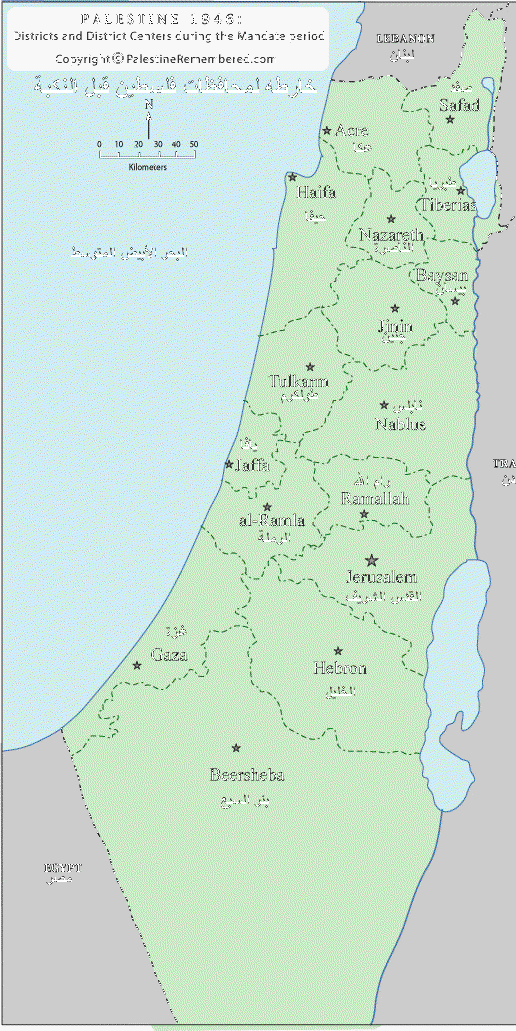 PALESTINE 1946:
Districts and District Centers during the Mandate period
Copyright © PalestineRemembered.com
خارطة لمحافظات فلسطين قبل النكبة
N
0 10 20 30 40 50
Kilometers
LEBANON
لبنان
صفد
Safad
Acre
عكا
Haifa
حيفا
طبريا
Tiberias
Nazareth
الناصرة
البحر الأبيض المتوسط
Baysan
بيسان
Jinin
جنين
Tulkarm
طولكرم
نابلس
Nablus
يافا
Jaffa
رام الله
Ramallah
al-Ramla
الرملة
Jerusalem
القدس الشريف
غزة
Gaza
Hebron
الخليل
Beersheba
بئر السبع
EGYPT
مصر